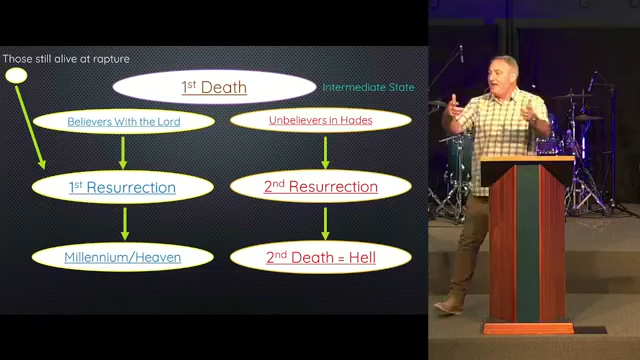 Those still alive at rapture
1st Death
Intermediate State
Believers With the Lord
Unbelievers in Hades
1st Resurrection
2nd Resurrection
Millennium/Heaven
2nd Death = Hell